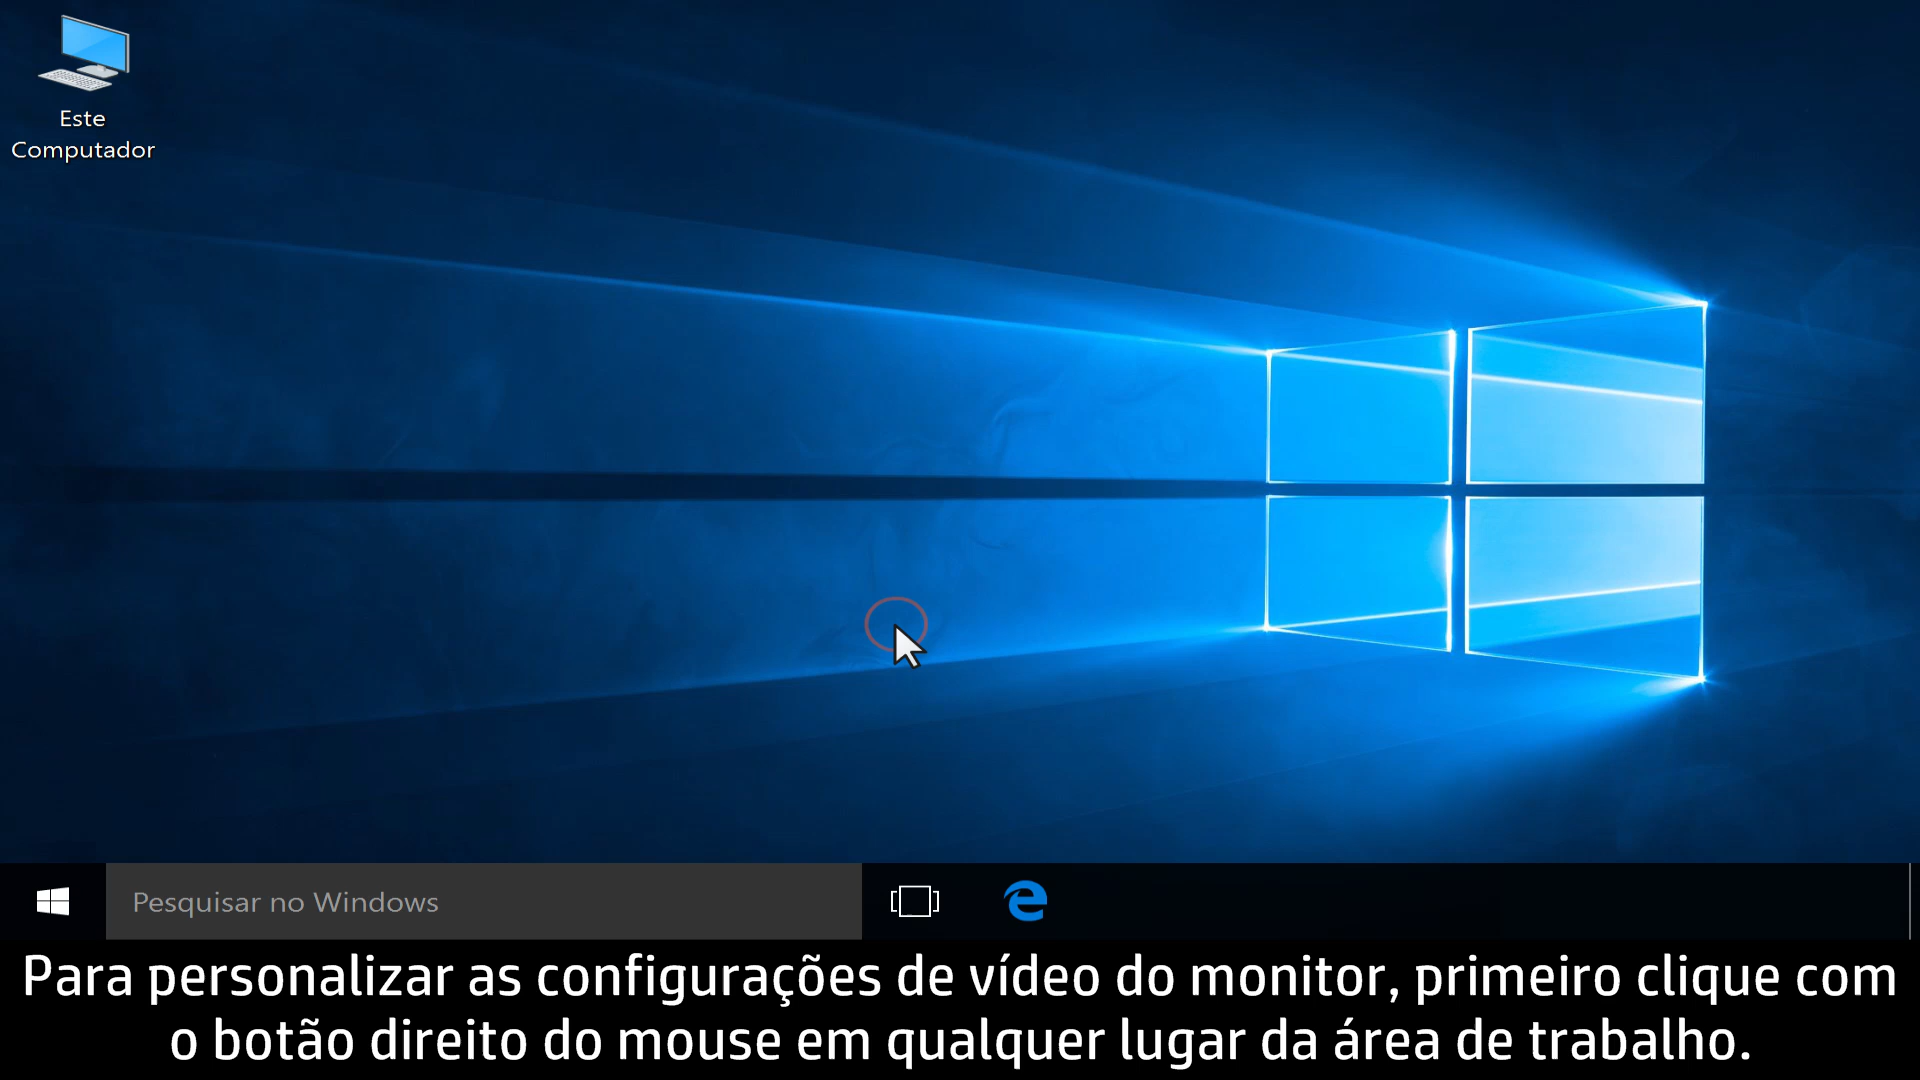 Este
Computador
Pesquisar no Windows
Para personalizar as configurações de vídeo do monitor, primeiro clique com
o botão direito do mouse em qualquer lugar da área de trabalho.